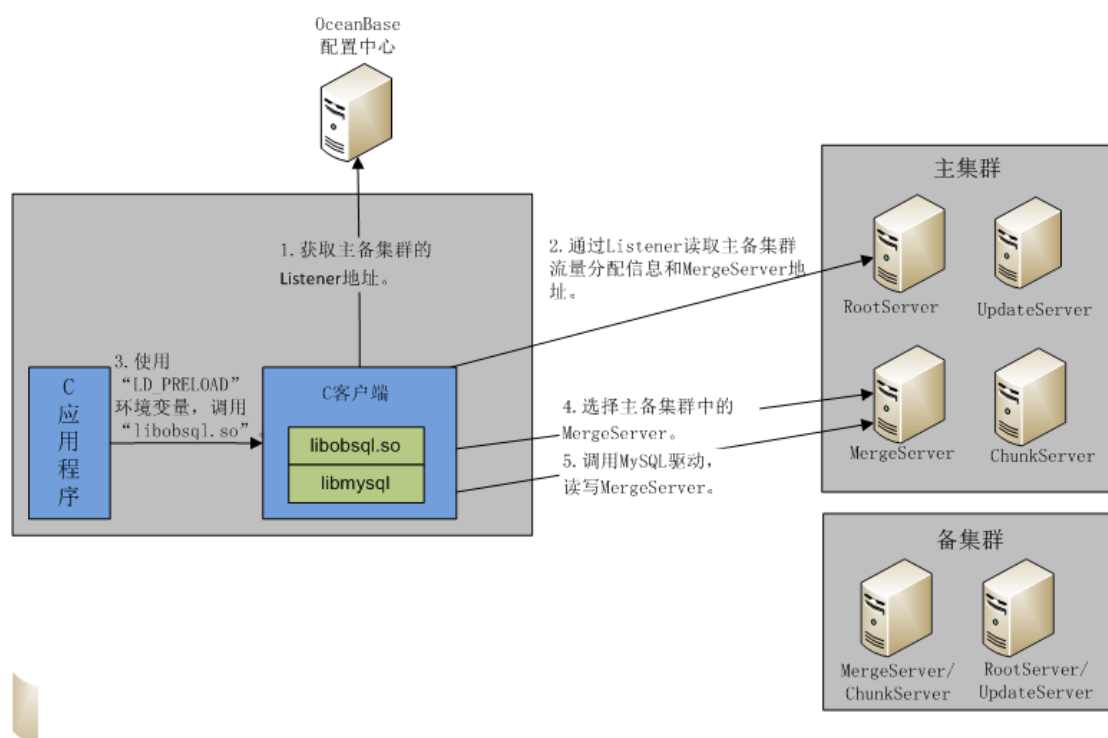 OceanBase
配置中心
主集群
1.获取主备集群的
Listener地址。
2.通过Listener读取主备集群
流量分配信息和MergeServer地
址。
RootServer
UpdateServer
3.使用
“LD_PRELOAD”
环境变量，调用
“libobsql.so”。
C
应
用
程
序
C客户端
libobsql.so
libmysql
4.选择主备集群中的
MergeServer。
5.调用MySQL驱动，
读写MergeServer。
MergeServer
ChunkServer
备集群
MergeServer/
ChunkServer
RootServer/
UpdateServer